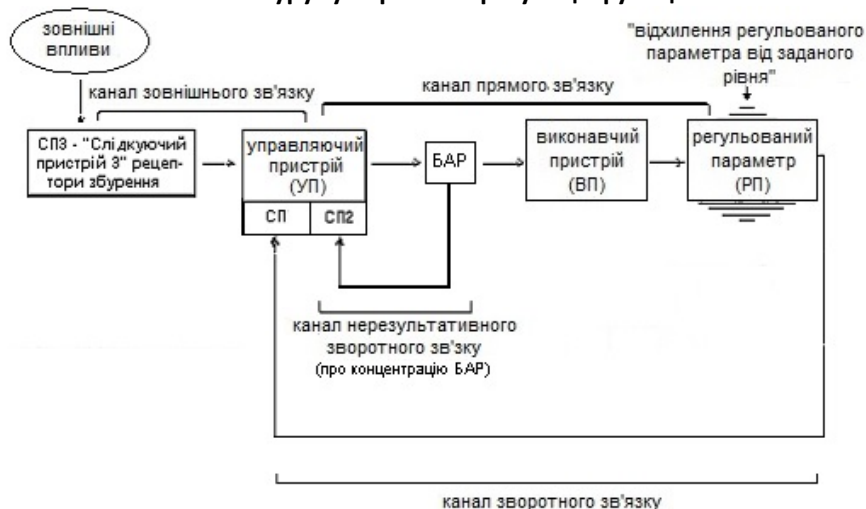 зовнішні
впливи
"відхилення регульованого
параметра від заданого
рівня"
канал зовнішнього зв'язку
канал прямого зв'язку
СПЗ - "Слідкуючий
пристрій 3" рецеп-
тори збурення
управляючий
пристрій
(УП)
СП
СП2
БАР
виконавчий
пристрій
(ВП)
регульований
параметр
(РП)
канал нерезультативного
зворотного зв'зку
(про концентрацію БАР)
канал зворотного зв'язку